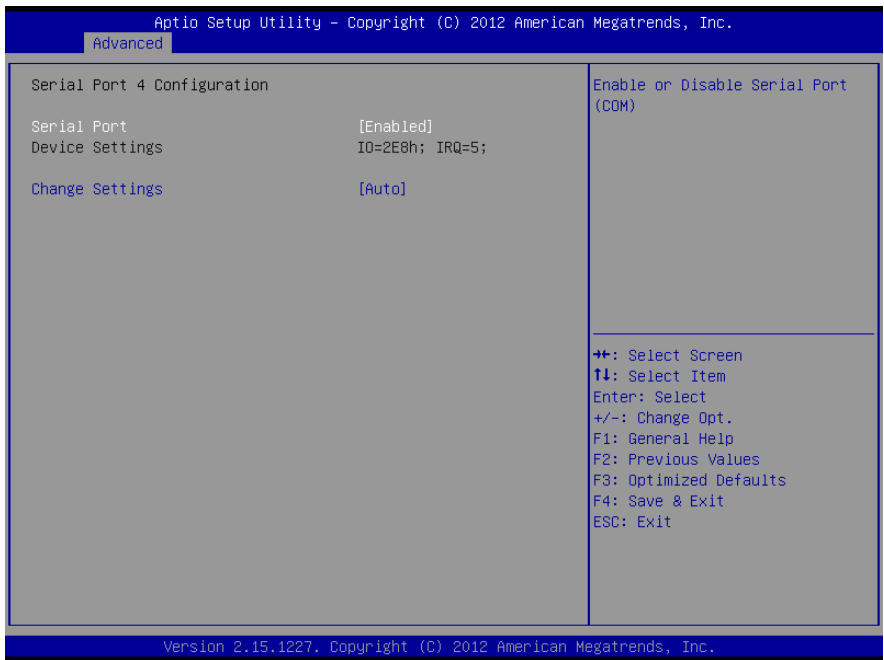 Aptio Setup Utility – Copyright (C) 2012 American Megatrends, Inc.
Advanced
Serial Port 4 Configuration
Serial Port [Enabled]
Device Settings IO=2E8h; IRQ=5;
Change Settings [Auto]
Enable or Disable Serial Port
(COM)
→←: Select Screen
↑↓: Select Item
Enter: Select
+/-: Change Opt.
F1: General Help
F2: Previous Values
F3: Optimized Defaults
F4: Save & Exit
ESC: Exit
Version 2.15.1227. Copyright (C) 2012 American Megatrends, Inc.